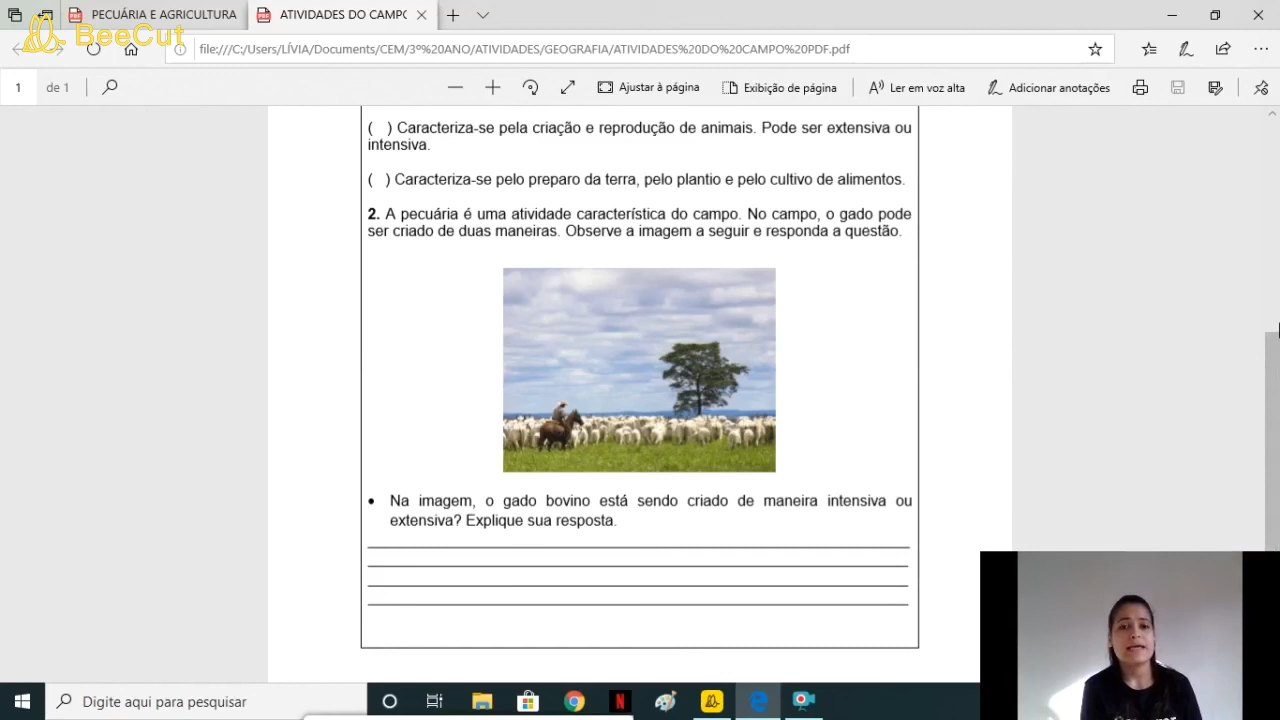 PECUÁRIA E AGRICULTURA
ATIVIDADES DO CAMPO
BeeCut
file:///C:/Users/LÍVIA/Documents/CEM/3º%20ANO/ATIVIDADES/GEOGRAFIA/ATIVIDADES%20DO%20CAMPO%20PDF.pdf
1 de 1 Ajustar à página Exibição de página Ler em voz alta Adicionar anotações
( ) Caracteriza-se pela criação e reprodução de animais. Pode ser extensiva ou
intensiva.
( ) Caracteriza-se pelo preparo da terra, pelo plantio e pelo cultivo de alimentos.
2. A pecuária é uma atividade característica do campo. No campo, o gado pode
ser criado de duas maneiras. Observe a imagem a seguir e responda a questão.
• Na imagem, o gado bovino está sendo criado de maneira intensiva ou
extensiva? Explique sua resposta.
Digite aqui para pesquisar